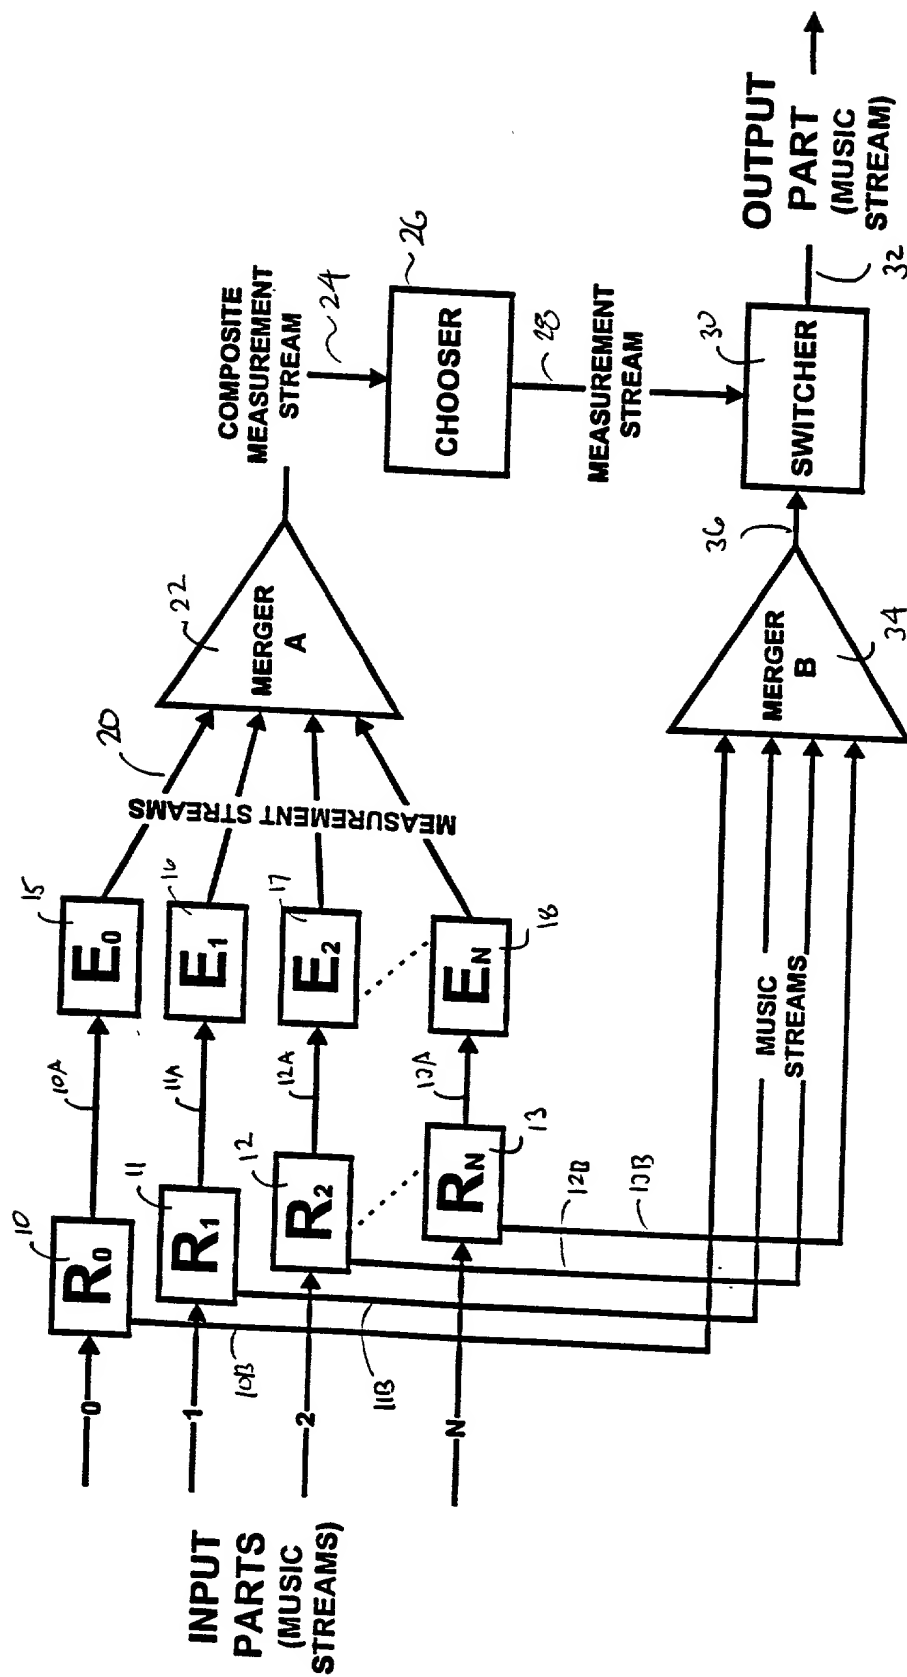 INPUT
PARTS
(MUSIC
STREAMS)
0
1
2
N
10
R0
11
R1
12
R2
13
RN
10A
11A
12A
13A
10B
11B
12B
13B
15
E0
16
E1
17
E2
18
EN
20
MEASUREMENT STREAMS
22
MERGER
A
COMPOSITE
MEASUREMENT
STREAM
24
26
CHOOSER
28
MEASUREMENT
STREAM
MUSIC
STREAMS
MERGER
B
34
36
30
SWITCHER
32
OUTPUT
PART
(MUSIC
STREAM)